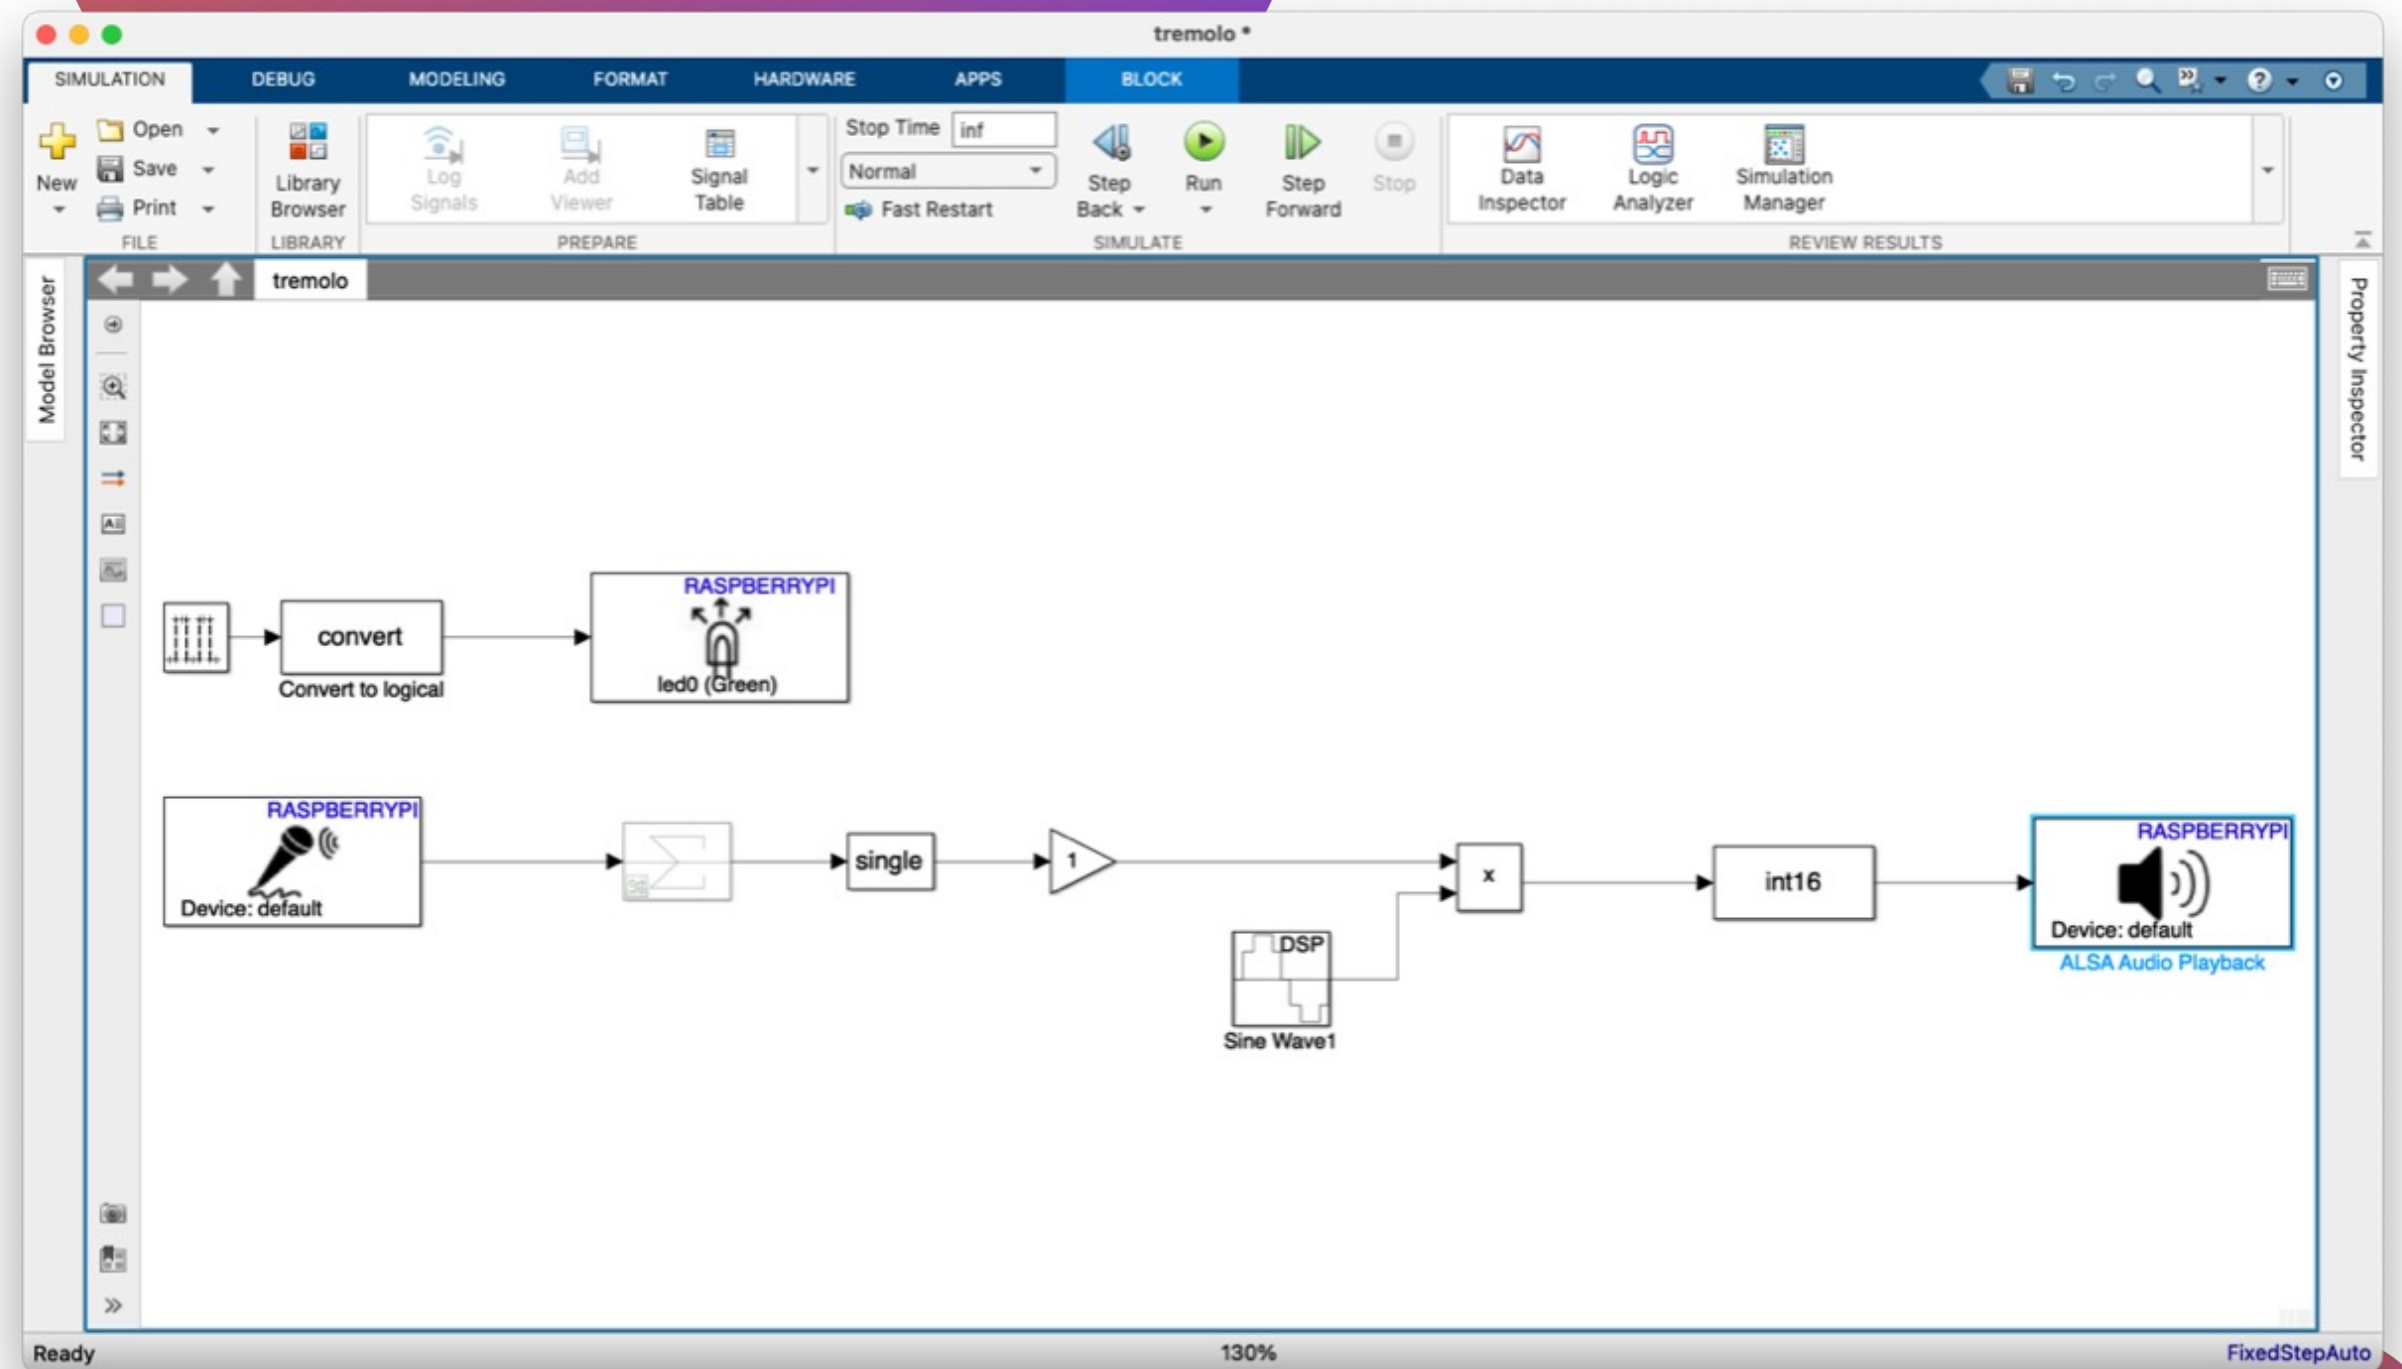 tremolo *
SIMULATION DEBUG MODELING FORMAT HARDWARE APPS BLOCK
New
Open
Save
Print
FILE
Library
Browser
LIBRARY
Log
Signals
Add
Viewer
Signal
Table
PREPARE
Stop Time inf
Normal
Fast Restart
Step
Back
Run
Step
Forward
Stop
SIMULATE
Data
Inspector
Logic
Analyzer
Simulation
Manager
REVIEW RESULTS
Model Browser
tremolo
Property Inspector
convert
Convert to logical
RASPBERRYPI
led0 (Green)
RASPBERRYPI
Device: default
single
1
x
DSP
Sine Wave1
int16
RASPBERRYPI
Device: default
ALSA Audio Playback
Ready
130%
FixedStepAuto